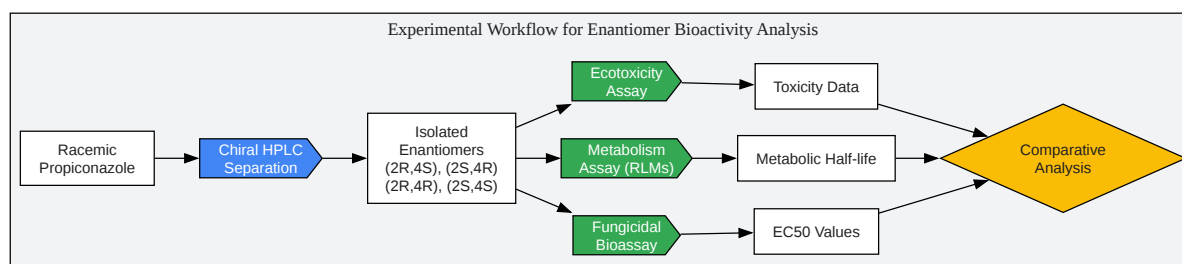 Experimental Workflow for Enantiomer Bioactivity Analysis
Racemic
Propiconazole
Chiral HPLC
Separation
Isolated
Enantiomers
(2R,4S), (2S,4R)
(2R,4R), (2S,4S)
Ecotoxicity
Assay
Toxicity Data
Metabolism
Assay (RLMs)
Metabolic Half-life
Fungicidal
Bioassay
EC50 Values
Comparative
Analysis